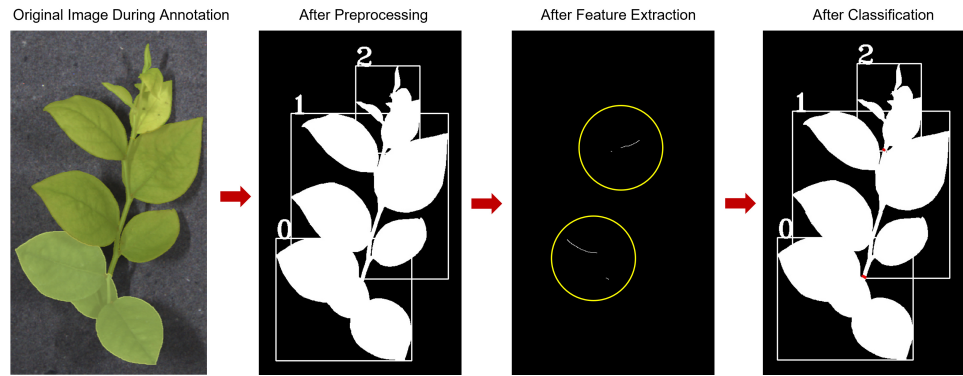 Original Image During Annotation
After Preprocessing
After Feature Extraction
After Classification
2
1
0
2
1
0